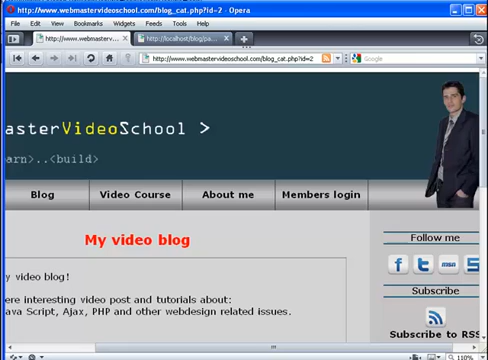 http://www.webmastervideoschool.com/blog_cat.php?id=2 - Opera
File Edit View Bookmarks Widgets Feeds Tools Help
http://www.webmastervid... http://localhost/blog/pa...
http://www.webmastervideoschool.com/blog_cat.php?id=2 Google
asterVideoSchool >
earn>..<build>
Blog Video Course About me Members login
My video blog
Follow me
y video blog!
Subscribe
ere interesting video post and tutorials about:
ava Script, Ajax, PHP and other webdesign related issues.
Subscribe to RSS
110%